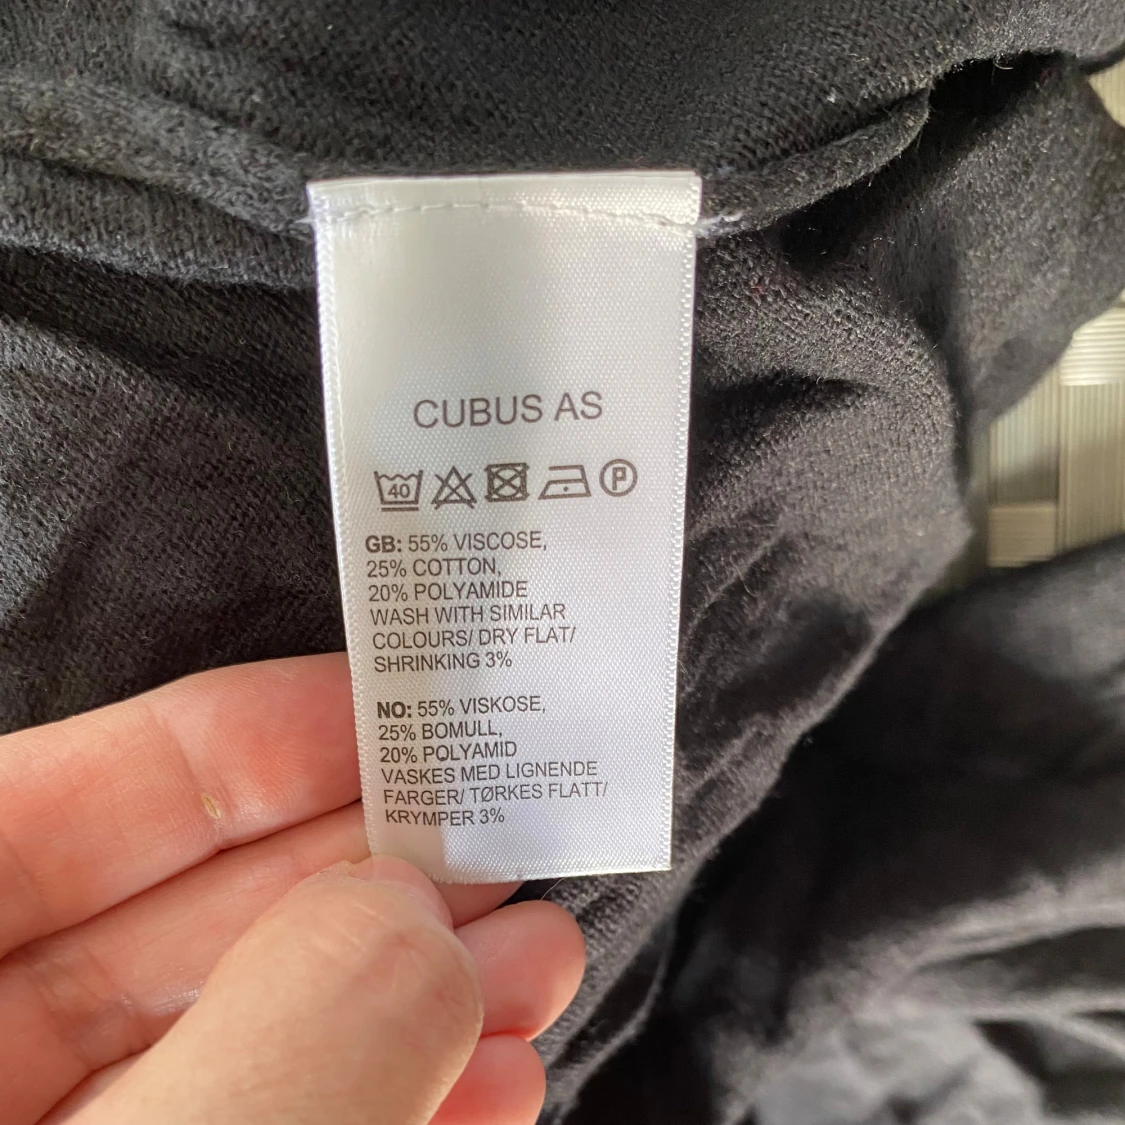 CUBUS AS
40 P
GB: 55% VISCOSE,
25% COTTON,
20% POLYAMIDE
WASH WITH SIMILAR
COLOURS/ DRY FLAT/
SHRINKING 3%
NO: 55% VISKOSE,
25% BOMULL,
20% POLYAMID
VASKES MED LIGNENDE
FARGER/ TØRKES FLATT/
KRYMPER 3%